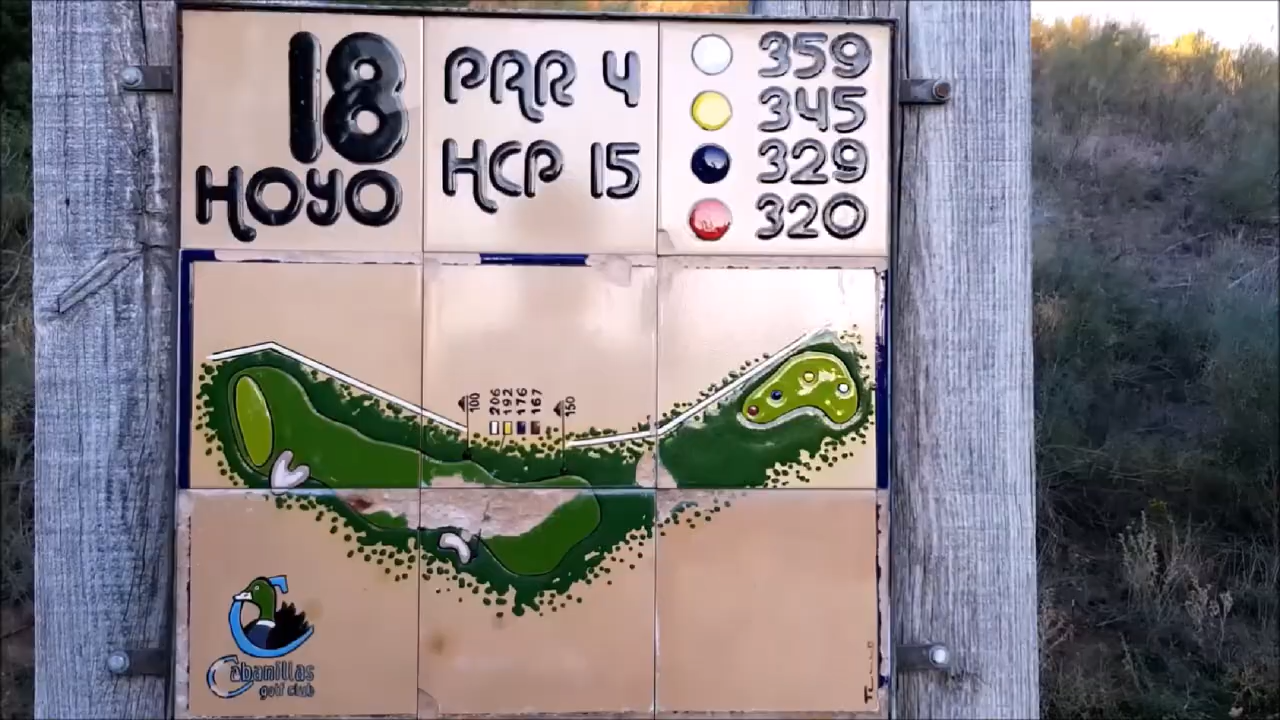 18
HOYO
PAR 4
HCP 15
359
345
329
320
100
206
192
176
167
150
Cabanillas
golf club